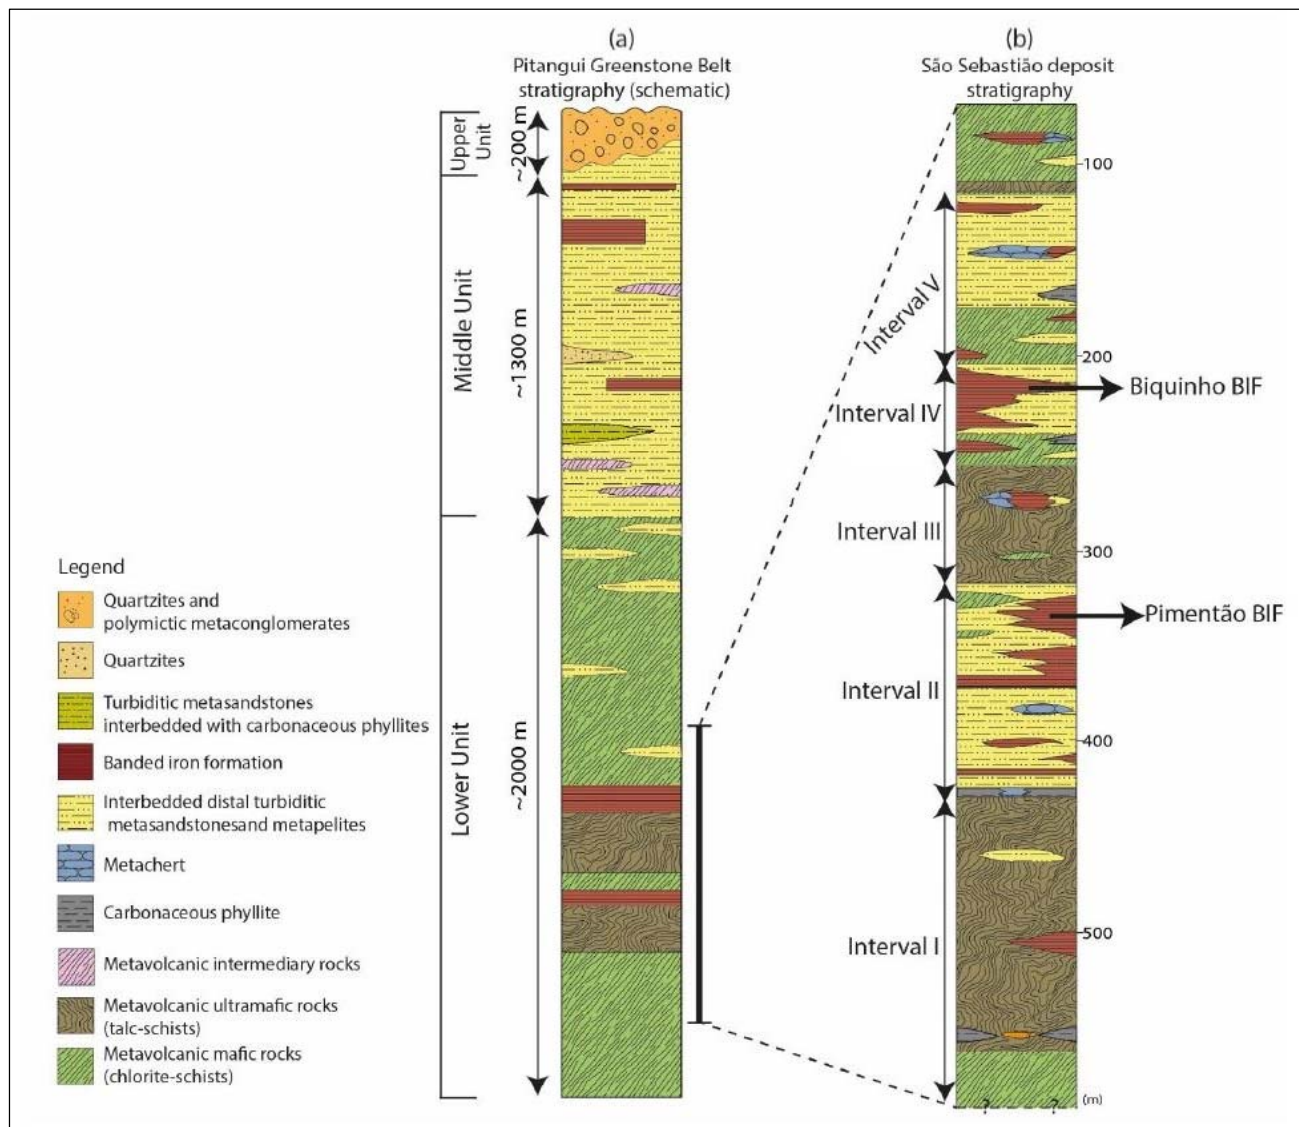 (a)
Pitangui Greenstone Belt
stratigraphy (schematic)
(b)
São Sebastião deposit
stratigraphy
Upper
Unit
~200 m
Middle Unit
~1300 m
Lower Unit
~2000 m
100
200
300
400
500
(m)
Interval V
Interval IV
Interval III
Interval II
Interval I
Biquinho BIF
Pimentão BIF
? ?
Legend
Quartzites and
polymictic metaconglomerates
Quartzites
Turbiditic metasandstones
interbedded with carbonaceous phyllites
Banded iron formation
Interbedded distal turbiditic
metasandstonesand metapelites
Metachert
Carbonaceous phyllite
Metavolcanic intermediary rocks
Metavolcanic ultramafic rocks
(talc-schists)
Metavolcanic mafic rocks
(chlorite-schists)